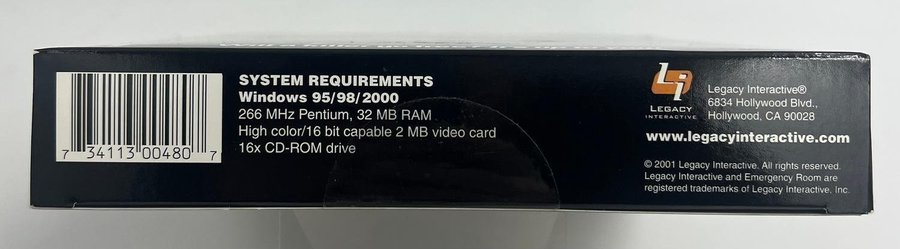 SYSTEM REQUIREMENTS
Windows 95/98/2000
266 MHz Pentium, 32 MB RAM
High color/16 bit capable 2 MB video card
16x CD-ROM drive
7 34113 00480 7
Li
LEGACY
INTERACTIVE
Legacy Interactive®
6834 Hollywood Blvd.,
Hollywood, CA 90028
www.legacyinteractive.com
© 2001 Legacy Interactive. All rights reserved.
Legacy Interactive and Emergency Room are
registered trademarks of Legacy Interactive, Inc.